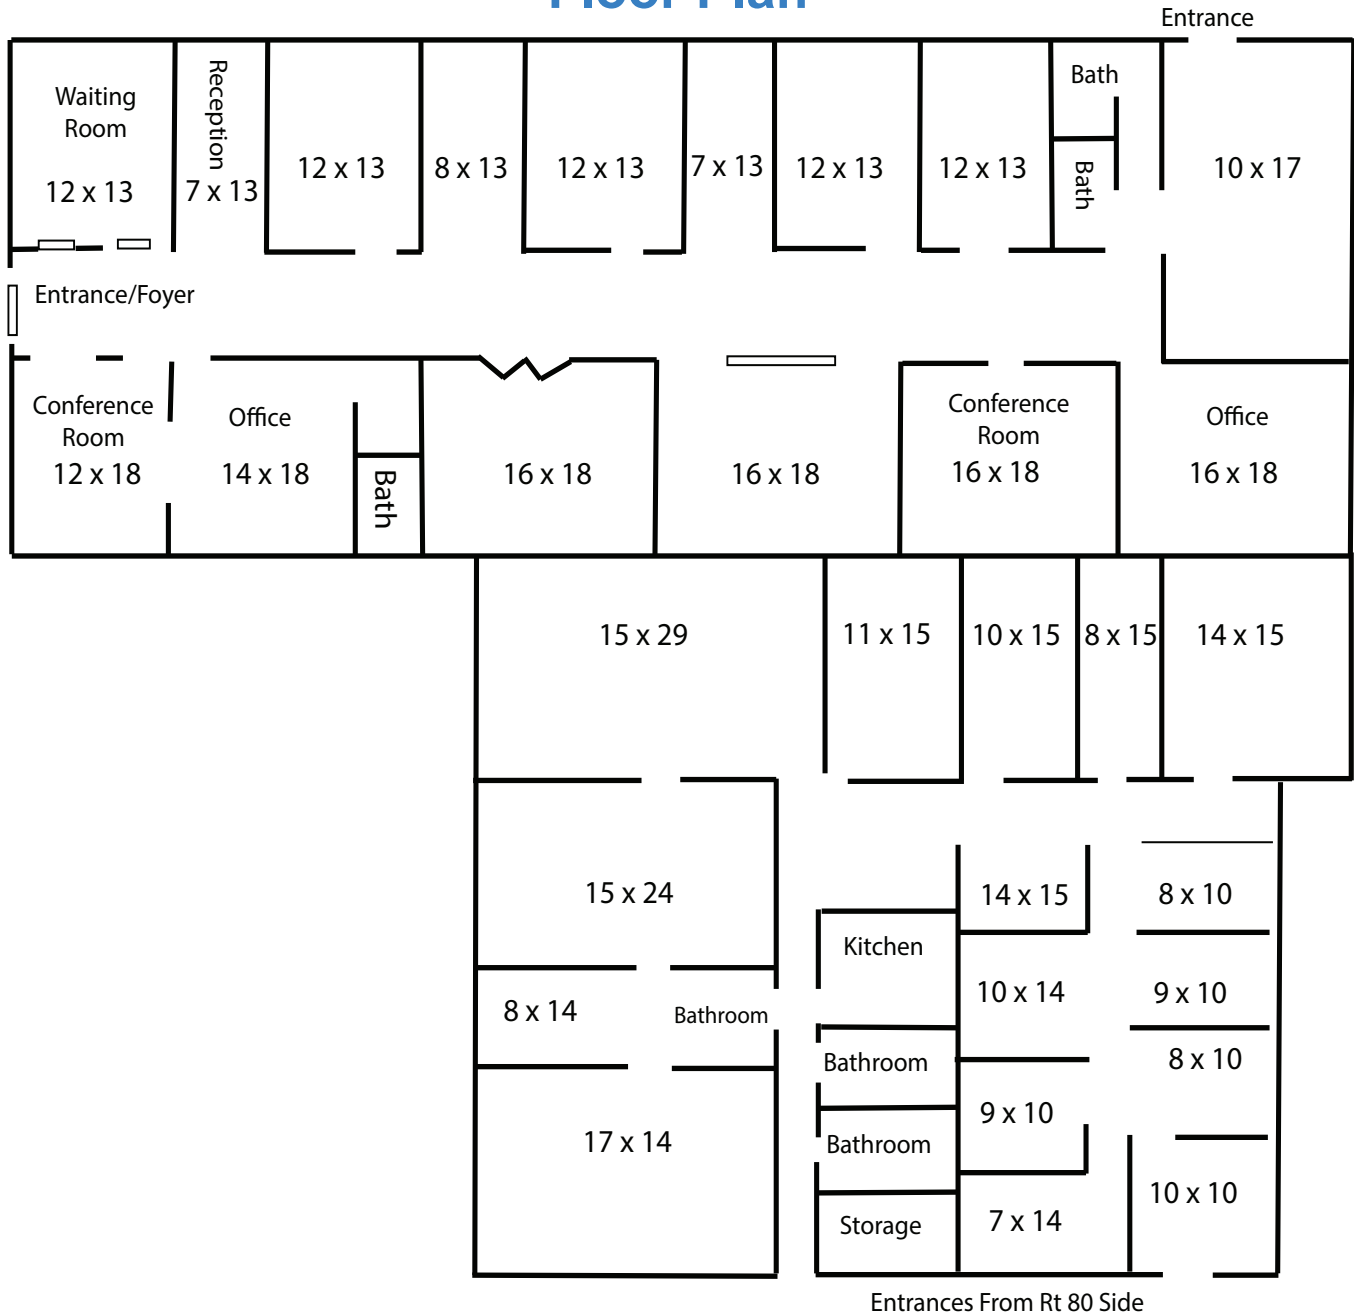 Floor Plan
Entrance
Waiting
Room
12 x 13
Reception
7 x 13
12 x 13
8 x 13
12 x 13
7 x 13
12 x 13
12 x 13
Bath
Bath
10 x 17
Entrance/Foyer
Conference
Room
12 x 18
Office
14 x 18
Bath
16 x 18
16 x 18
Conference
Room
16 x 18
Office
16 x 18
15 x 29
11 x 15
10 x 15
8 x 15
14 x 15
15 x 24
14 x 15
8 x 10
Kitchen
10 x 14
9 x 10
8 x 14
Bathroom
Bathroom
8 x 10
9 x 10
17 x 14
Bathroom
10 x 10
Storage
7 x 14
Entrances From Rt 80 Side